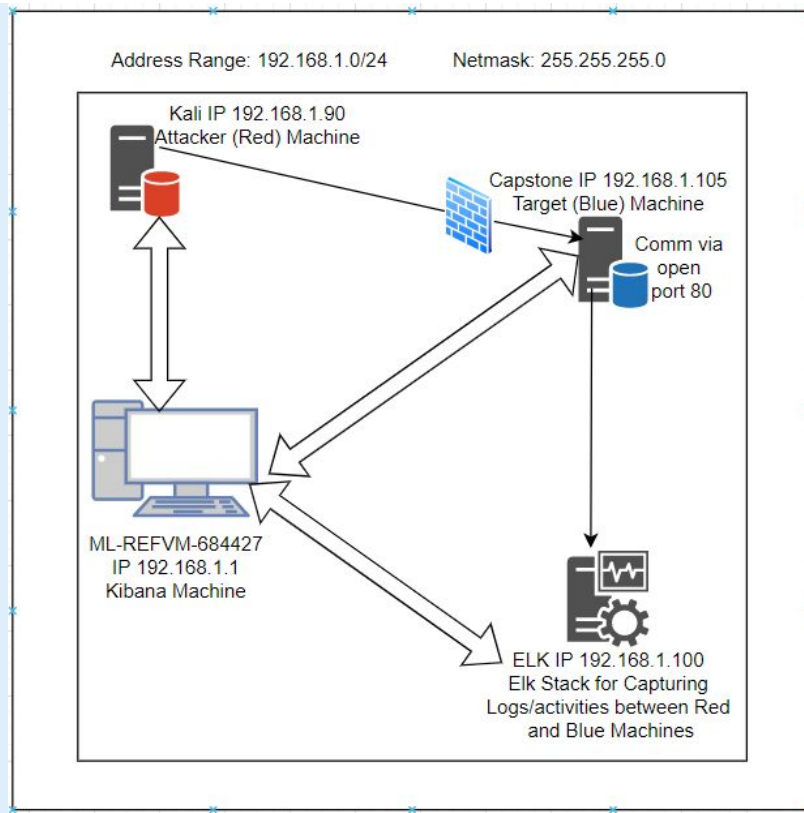 Address Range: 192.168.1.0/24 Netmask: 255.255.255.0
Kali IP 192.168.1.90
Attacker (Red) Machine
Capstone IP 192.168.1.105
Target (Blue) Machine
Comm via
open
port 80
ML-REFVM-684427
IP 192.168.1.1
Kibana Machine
ELK IP 192.168.1.100
Elk Stack for Capturing
Logs/activities between Red
and Blue Machines